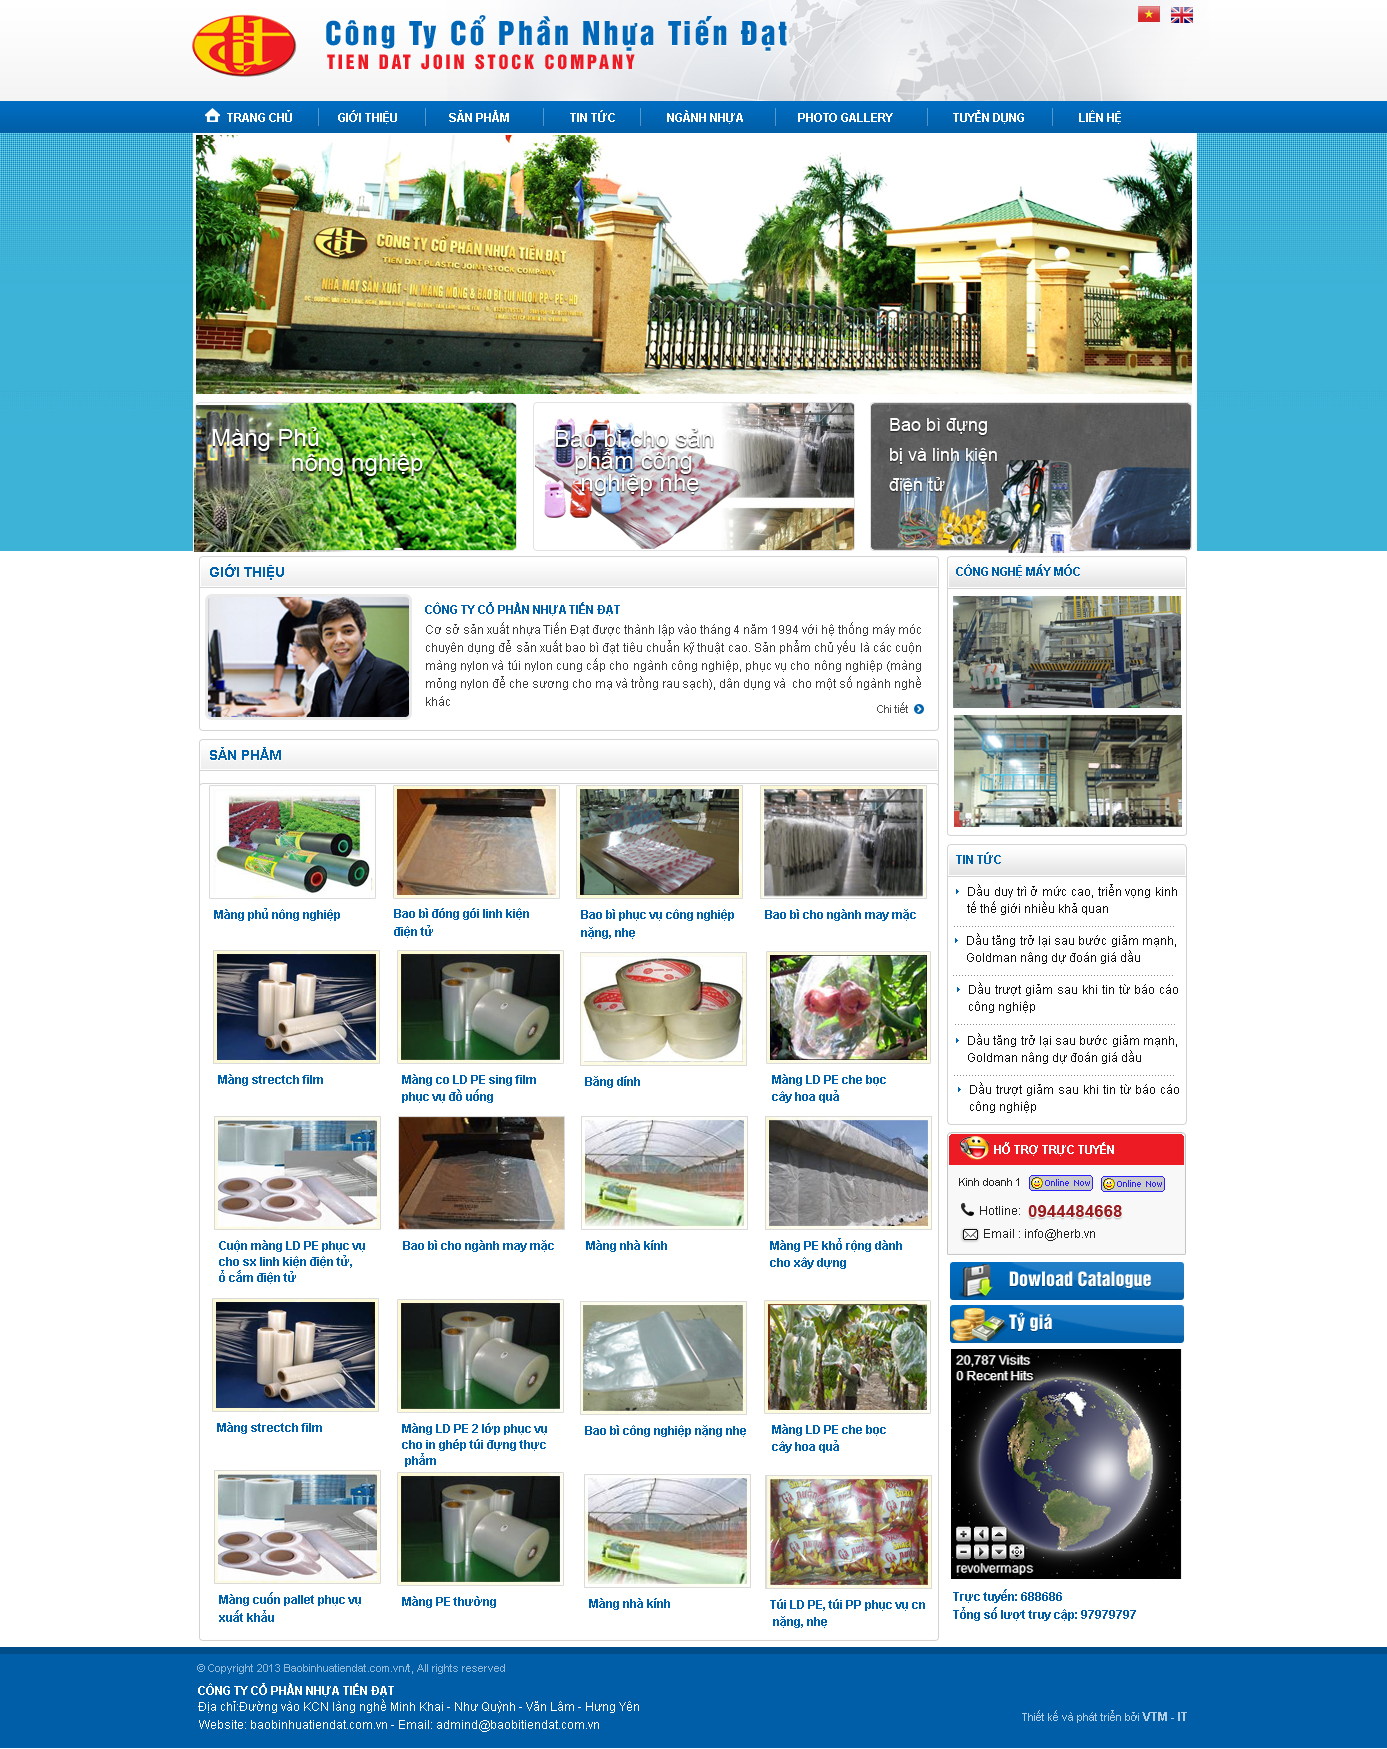 Công Ty Cổ Phần Nhựa Tiến Đạt
TIEN DAT JOIN STOCK COMPANY
TRANG CHỦ
GIỚI THIỆU
SẢN PHẨM
TIN TỨC
NGÀNH NHỰA
PHOTO GALLERY
TUYỂN DỤNG
LIÊN HỆ
CÔNG TY CỔ PHẦN NHỰA TIẾN ĐẠT
TIEN DAT PLASTIC JOINT STOCK COMPANY
NHÀ MÁY SẢN XUẤT - IN MÀNG MỎNG & BAO BÌ TÚI NILON PP - PE - HD
Màng Phủ
nông nghiệp
Bao bì cho sản
phẩm công
nghiệp nhẹ
Bao bì đựng
bị và linh kiện
điện tử
GIỚI THIỆU
CÔNG TY CỔ PHẦN NHỰA TIẾN ĐẠT
Cơ sở sản xuất nhựa Tiến Đạt được thành lập vào tháng 4 năm 1994 với hệ thống máy móc
chuyên dụng để sản xuất bao bì đạt tiêu chuẩn kỹ thuật cao. Sản phẩm chủ yếu là các cuộn
màng nylon và túi nylon cung cấp cho ngành công nghiệp, phục vụ cho nông nghiệp (màng
mỏng nylon để che sương cho mạ và trồng rau sạch), dân dụng và cho một số ngành nghề
khác
Chi tiết
SẢN PHẨM
Màng phủ nông nghiệp
Bao bì đóng gói linh kiện
điện tử
Bao bì phục vụ công nghiệp
nặng, nhẹ
Bao bì cho ngành may mặc
Màng strectch film
Màng co LD PE sing film
phục vụ đồ uống
Băng dính
Màng LD PE che bọc
cây hoa quả
Cuộn màng LD PE phục vụ
cho sx linh kiện điện tử,
ổ cắm điện tử
Bao bì cho ngành may mặc
Màng nhà kính
Màng PE khổ rộng dành
cho xây dựng
Màng strectch film
Màng LD PE 2 lớp phục vụ
cho in ghép túi đựng thực
phẩm
Bao bì công nghiệp nặng nhẹ
Màng LD PE che bọc
cây hoa quả
Màng cuốn pallet phục vụ
xuất khẩu
Màng PE thường
Màng nhà kính
Túi LD PE, túi PP phục vụ cn
nặng, nhẹ
CÔNG NGHỆ MÁY MÓC
TIN TỨC
Dầu duy trì ở mức cao, triển vọng kinh
tế thế giới nhiều khả quan
Dầu tăng trở lại sau bước giảm mạnh,
Goldman nâng dự đoán giá dầu
Dầu trượt giảm sau khi tin từ báo cáo
công nghiệp
Dầu tăng trở lại sau bước giảm mạnh,
Goldman nâng dự đoán giá dầu
Dầu trượt giảm sau khi tin từ báo cáo
công nghiệp
HỖ TRỢ TRỰC TUYẾN
Kinh doanh 1 Online Now Online Now
Hotline: 0944484668
Email : info@herb.vn
Dowload Catalogue
Tỷ giá
20,787 Visits
0 Recent Hits
revolvermaps
Trực tuyến: 688686
Tổng số lượt truy cập: 97979797
© Copyright 2013 Baobinhuatiendat.com.vn/t, All rights reserved
CÔNG TY CỔ PHẦN NHỰA TIẾN ĐẠT
Địa chỉ:Đường vào KCN làng nghề Minh Khai - Như Quỳnh - Văn Lâm - Hưng Yên
Website: baobinhuatiendat.com.vn - Email: admind@baobitiendat.com.vn
Thiết kế và phát triển bởi VTM - IT